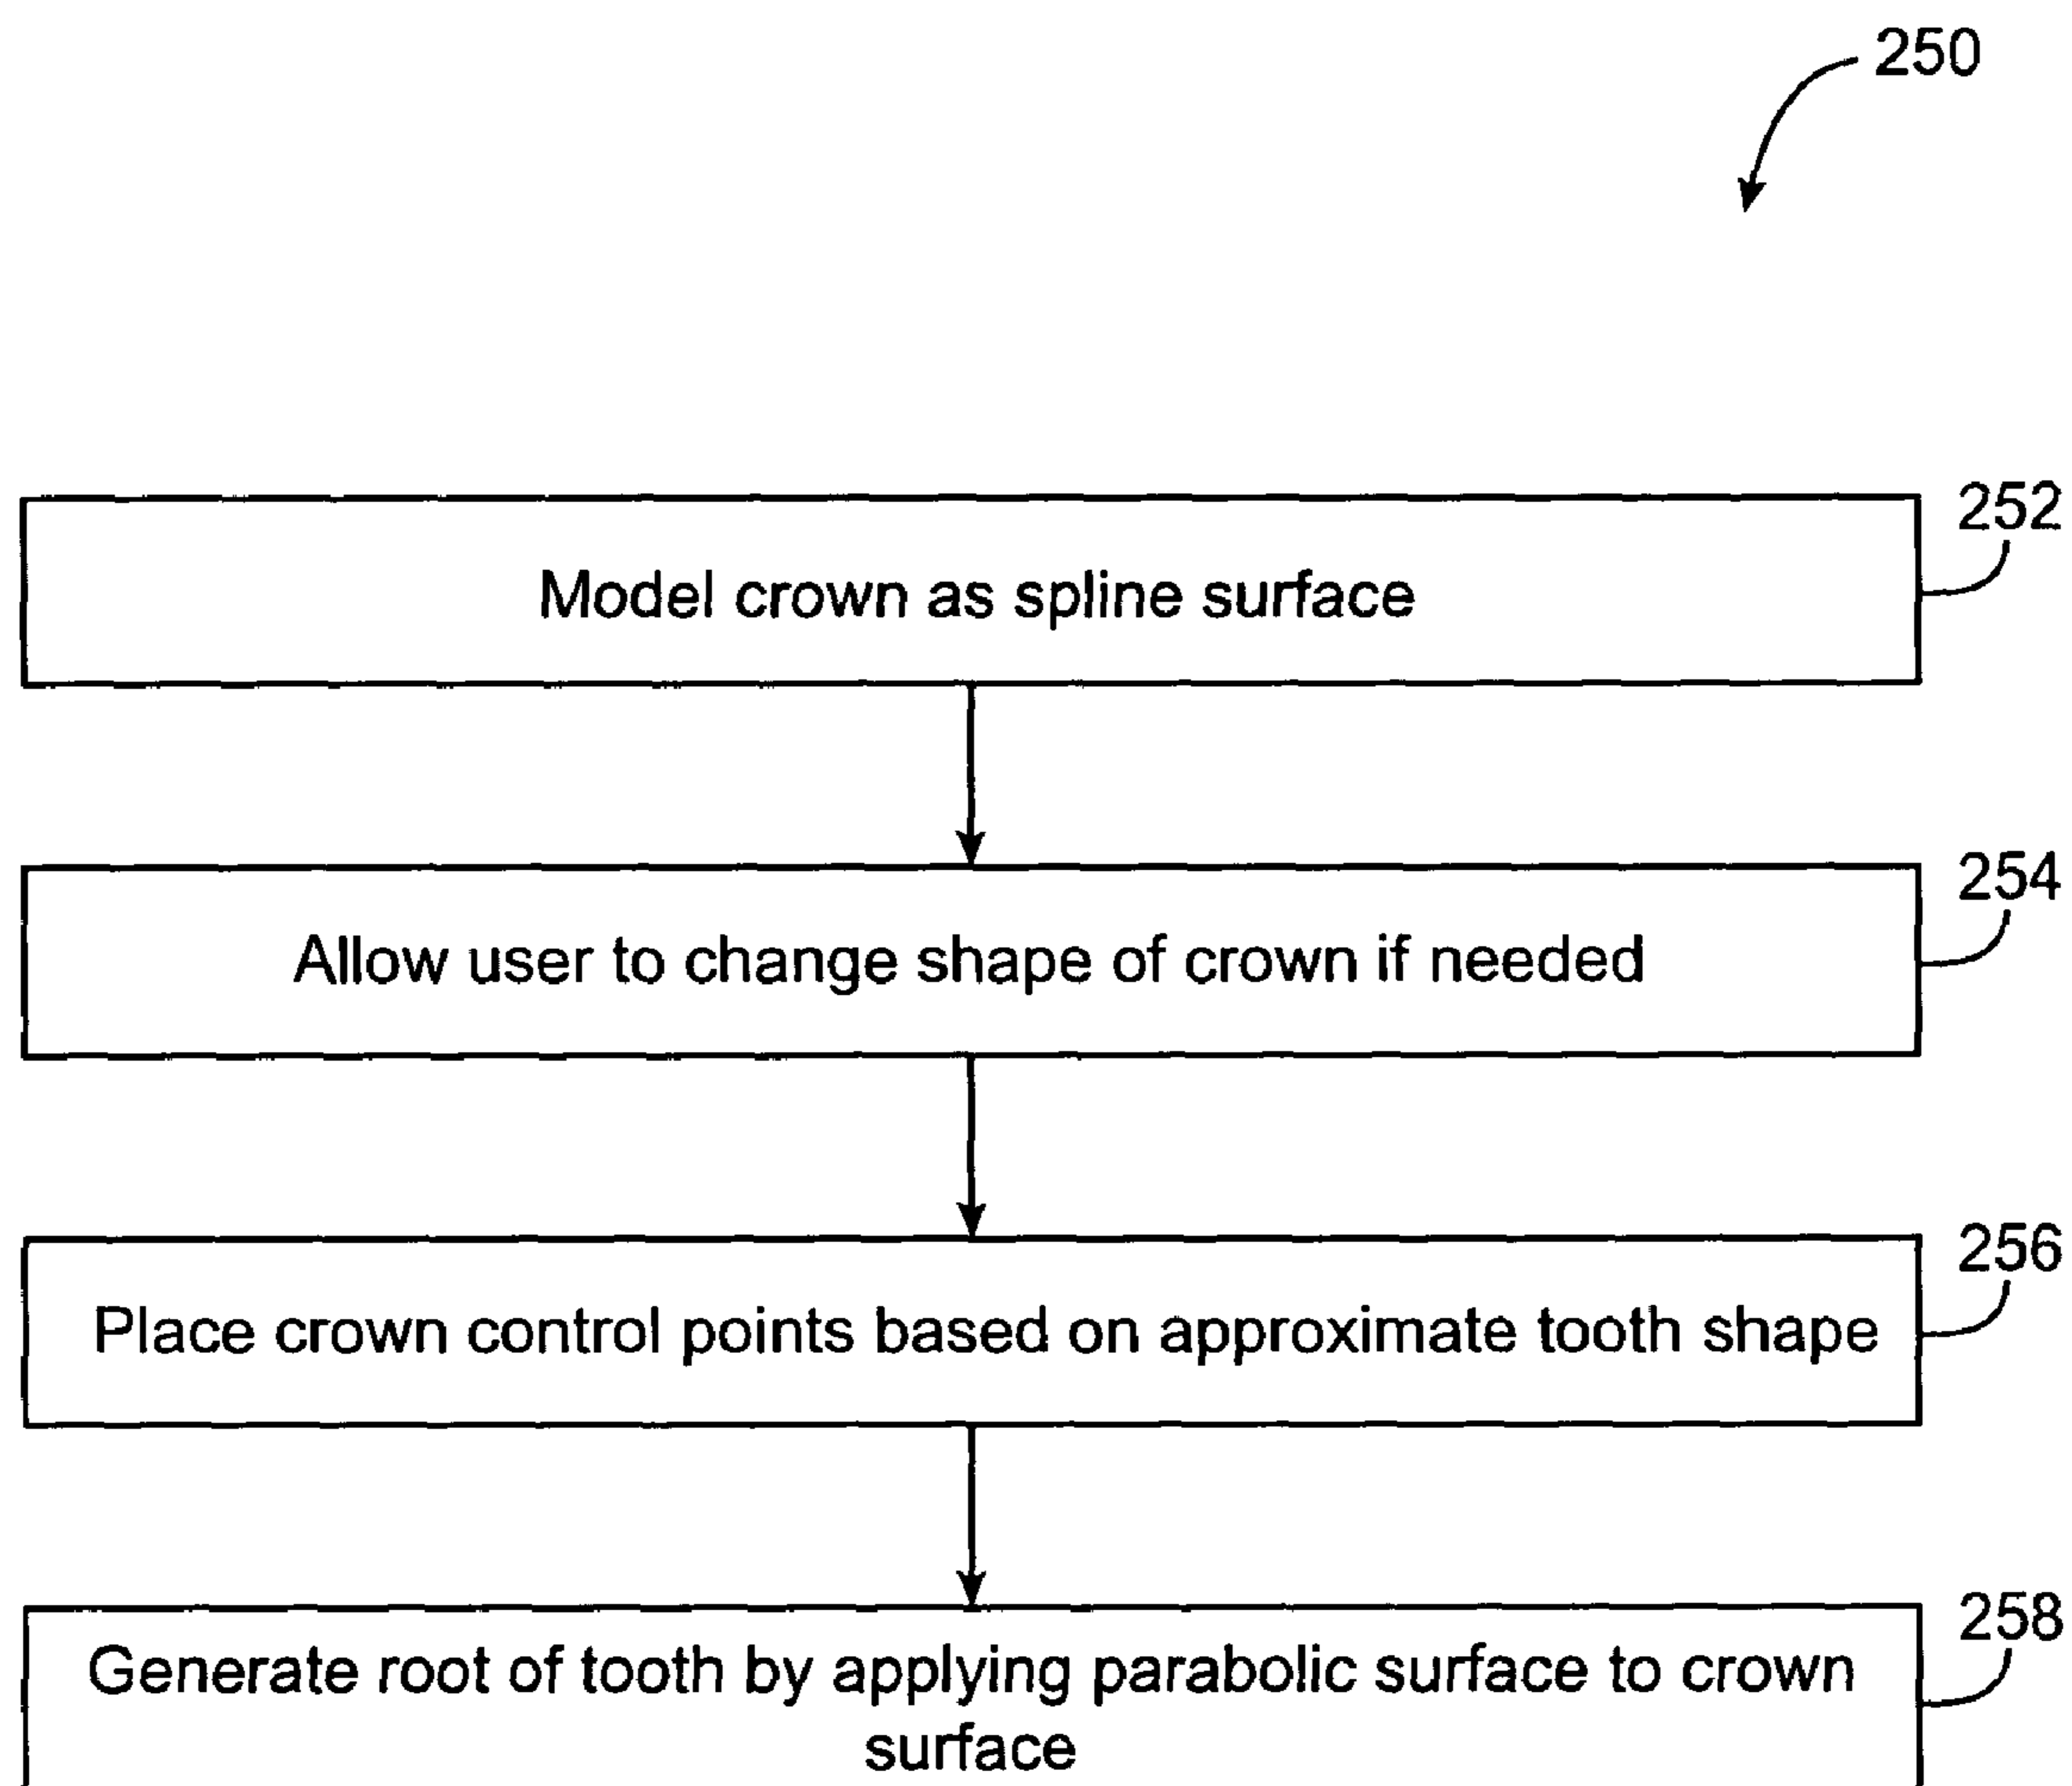 250
252
Model crown as spline surface
254
Allow user to change shape of crown if needed
256
Place crown control points based on approximate tooth shape
258
Generate root of tooth by applying parabolic surface to crown
surface